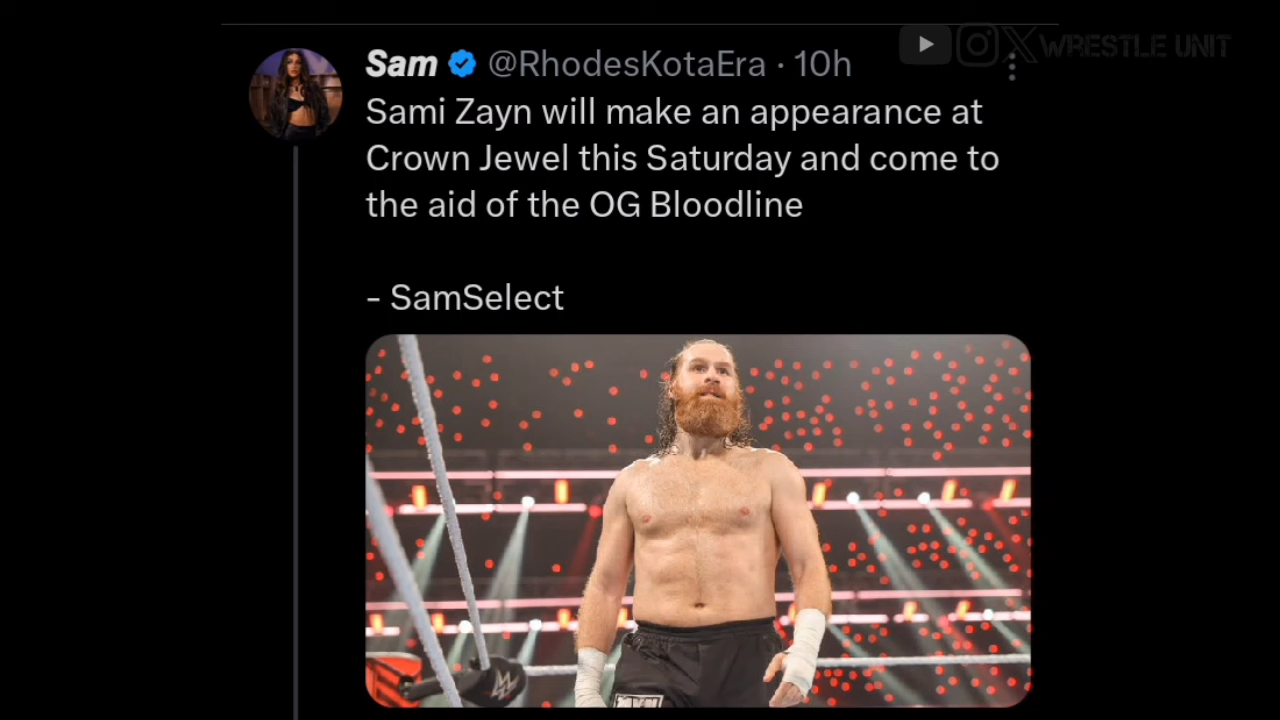 WRESTLE UNIT
Sam @RhodesKotaEra · 10h
Sami Zayn will make an appearance at
Crown Jewel this Saturday and come to
the aid of the OG Bloodline
- SamSelect